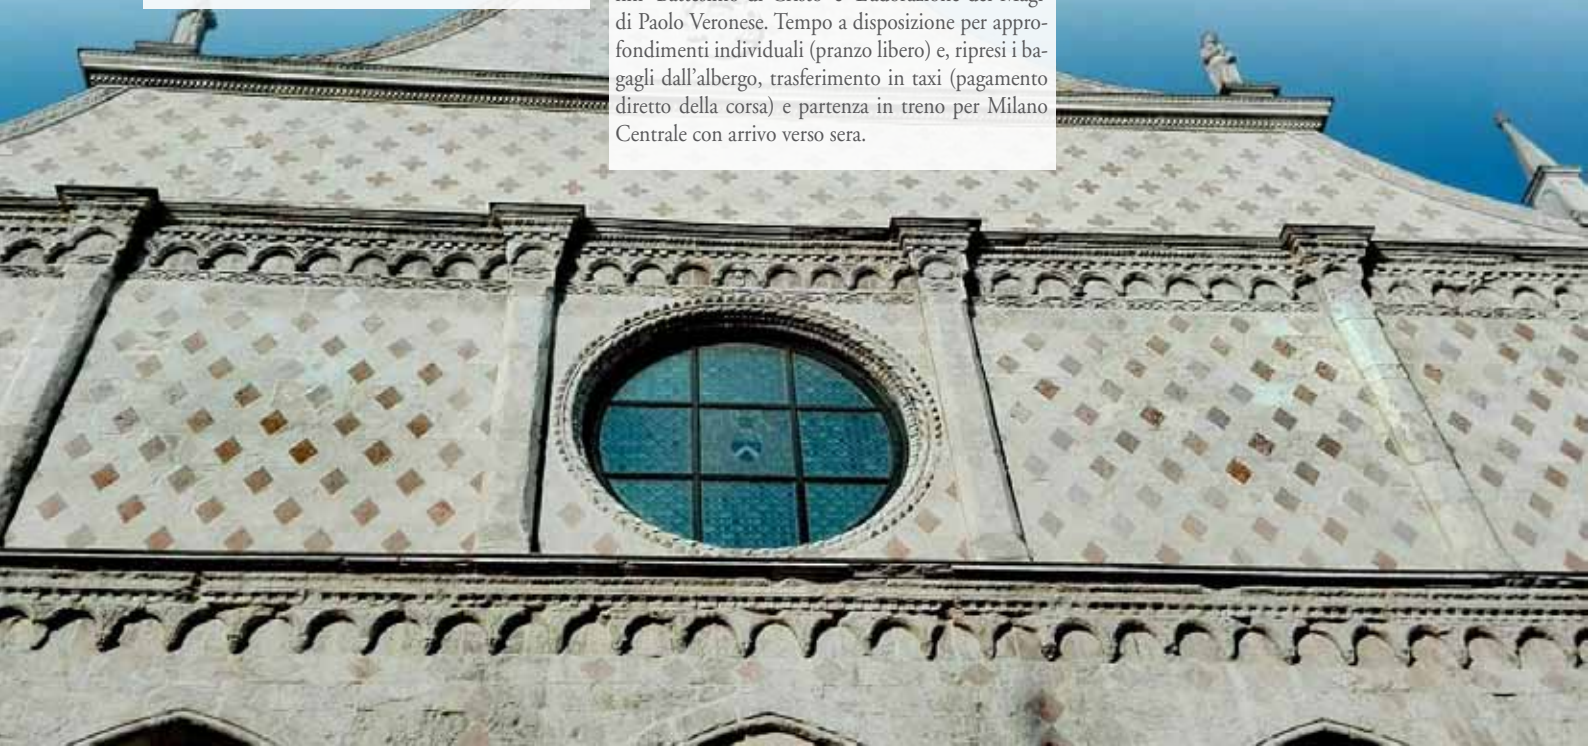 di Paolo Veronese. Tempo a disposizione per appro-
fondimenti individuali (pranzo libero) e, ripresi i ba-
gagli dall'albergo, trasferimento in taxi (pagamento
diretto della corsa) e partenza in treno per Milano
Centrale con arrivo verso sera.